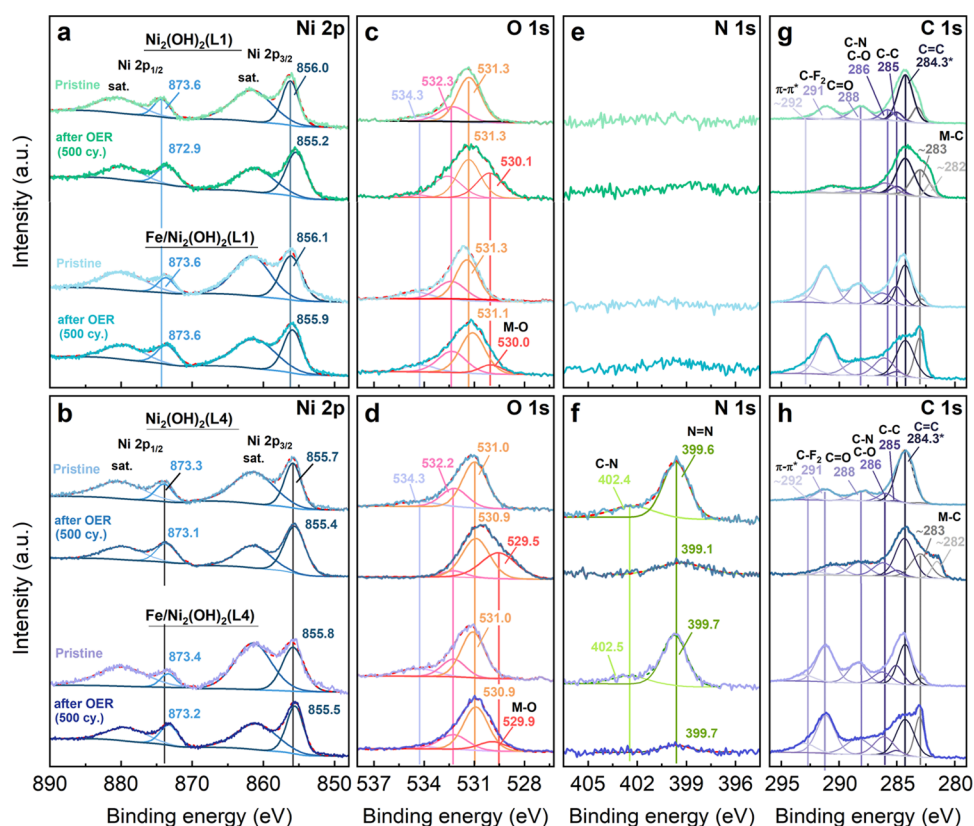 a
Ni 2p
Ni₂(OH)₂(L1)
Ni 2p₁/₂
Ni 2p₃/₂
sat.
sat.
856.0
Pristine
873.6
after OER
(500 cy.)
872.9
855.2
Fe/Ni₂(OH)₂(L1)
856.1
Pristine
873.6
after OER
(500 cy.)
873.6
855.9
c
O 1s
532.3
531.3
534.3
531.3
530.1
531.3
531.1
M-O
530.0
e
N 1s
g
C 1s
C-N
C-O
286
C-C
285
C=C
284.3*
π-π*
~292
C-F₂
291
C=O
288
M-C
~283
~282
b
Ni 2p
Ni₂(OH)₂(L4)
Ni 2p₁/₂
Ni 2p₃/₂
sat.
sat.
855.7
Pristine
873.3
after OER
(500 cy.)
873.1
855.4
Fe/Ni₂(OH)₂(L4)
855.8
Pristine
873.4
after OER
(500 cy.)
873.2
855.5
d
O 1s
531.0
532.2
534.3
530.9
529.5
531.0
530.9
M-O
529.9
f
N 1s
N=N
399.6
C-N
402.4
399.1
399.7
402.5
399.7
h
C 1s
C-N
C-O
286
C-C
285
C=C
284.3*
π-π*
~292
C-F₂
291
C=O
288
M-C
~283
~282
Intensity (a.u.)
Intensity (a.u.)
890 880 870 860 850
537 534 531 528
405 402 399 396
295 292 289 286 283 280
Binding energy (eV)
Binding energy (eV)
Binding energy (eV)
Binding energy (eV)